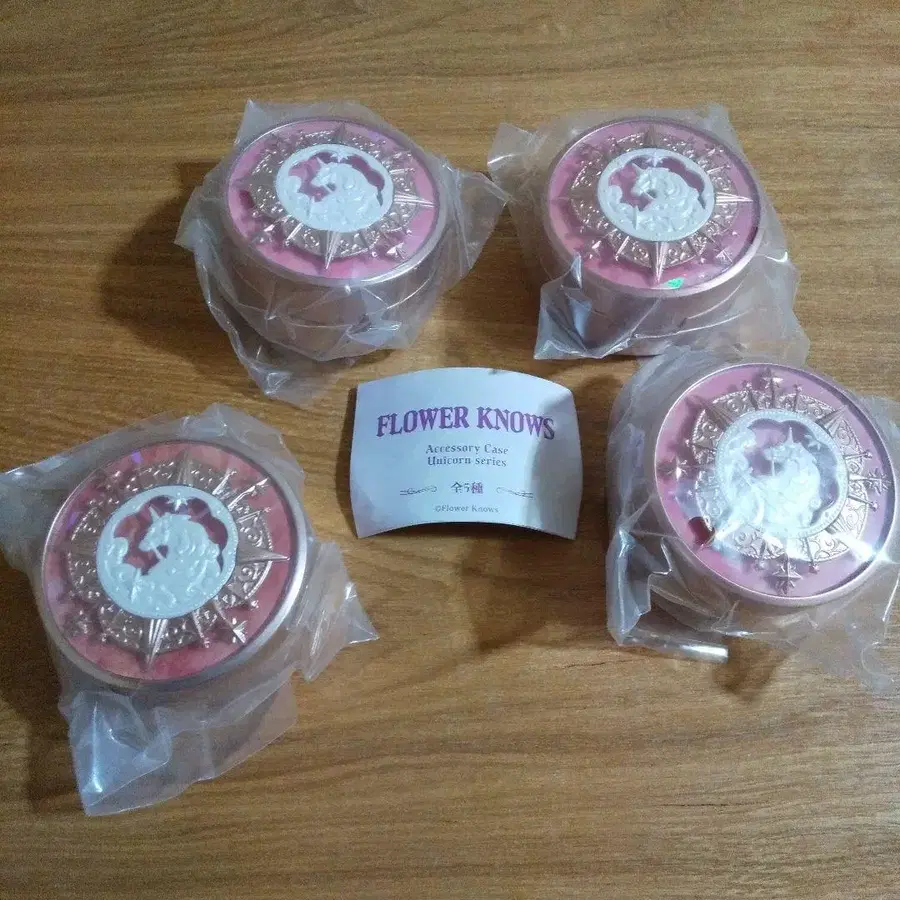 FLOWER KNOWS
Accessory Case
Unicorn series
全5種
©Flower Knows